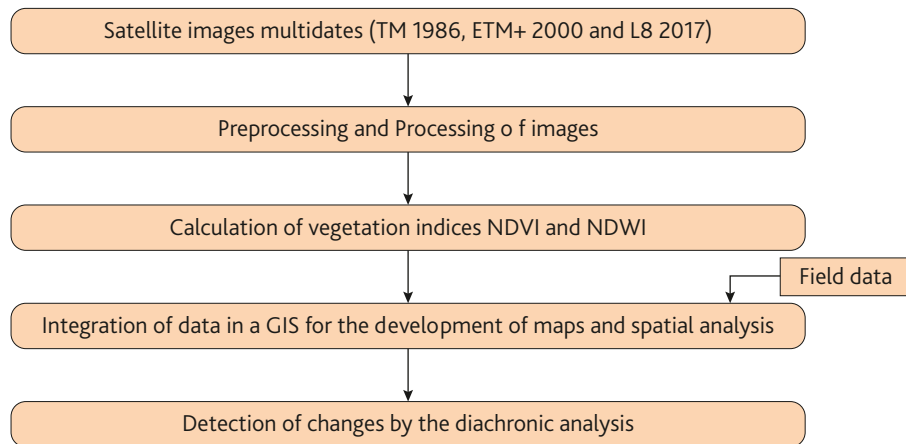 Satellite images multidates (TM 1986, ETM+ 2000 and L8 2017)
Preprocessing and Processing o f images
Calculation of vegetation indices NDVI and NDWI
Field data
Integration of data in a GIS for the development of maps and spatial analysis
Detection of changes by the diachronic analysis